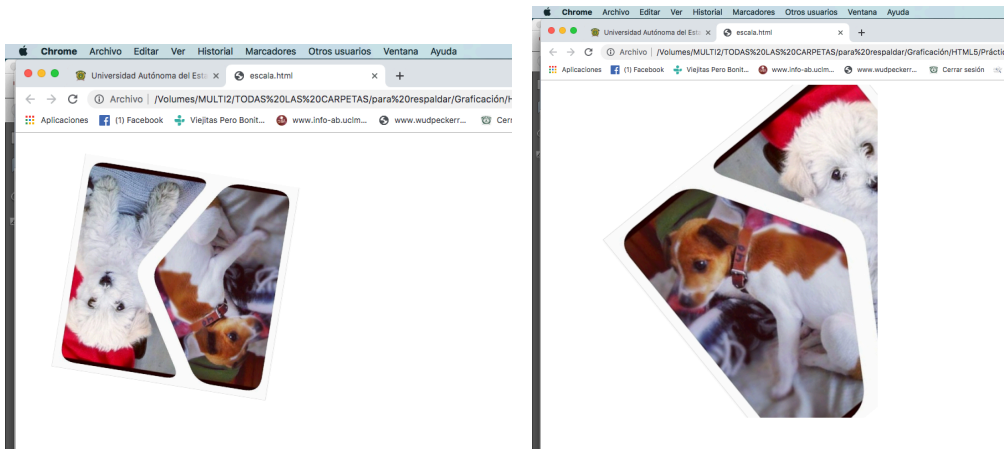 Chrome Archivo Editar Ver Historial Marcadores Otros usuarios Ventana Ayuda
Universidad Autónoma del Esta × escala.html × +
Archivo | /Volumes/MULTI2/TODAS%20LAS%20CARPETAS/para%20respaldar/Graficación/H
Aplicaciones (1) Facebook Viejitas Pero Bonit... www.info-ab.uclm... www.wudpeckerr... Cerr
Chrome Archivo Editar Ver Historial Marcadores Otros usuarios Ventana Ayuda
Universidad Autónoma del Esta × escala.html × +
Archivo | /Volumes/MULTI2/TODAS%20LAS%20CARPETAS/para%20respaldar/Graficación/HTML5/Práctic
Aplicaciones (1) Facebook Viejitas Pero Bonit... www.info-ab.uclm... www.wudpeckerr... Cerrar sesión